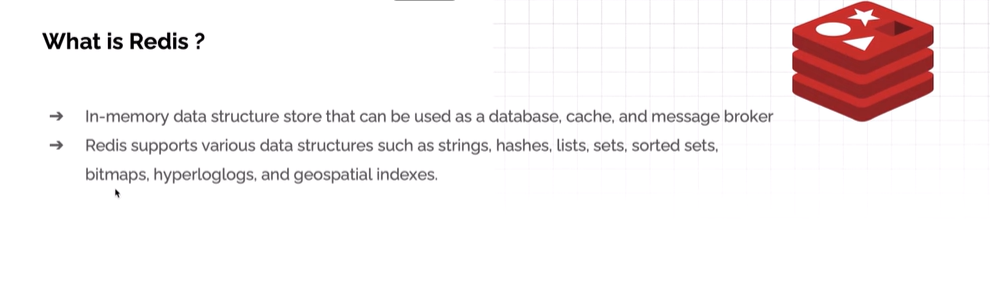 What is Redis ?
➔ In-memory data structure store that can be used as a database, cache, and message broker
➔ Redis supports various data structures such as strings, hashes, lists, sets, sorted sets,
bitmaps, hyperloglogs, and geospatial indexes.